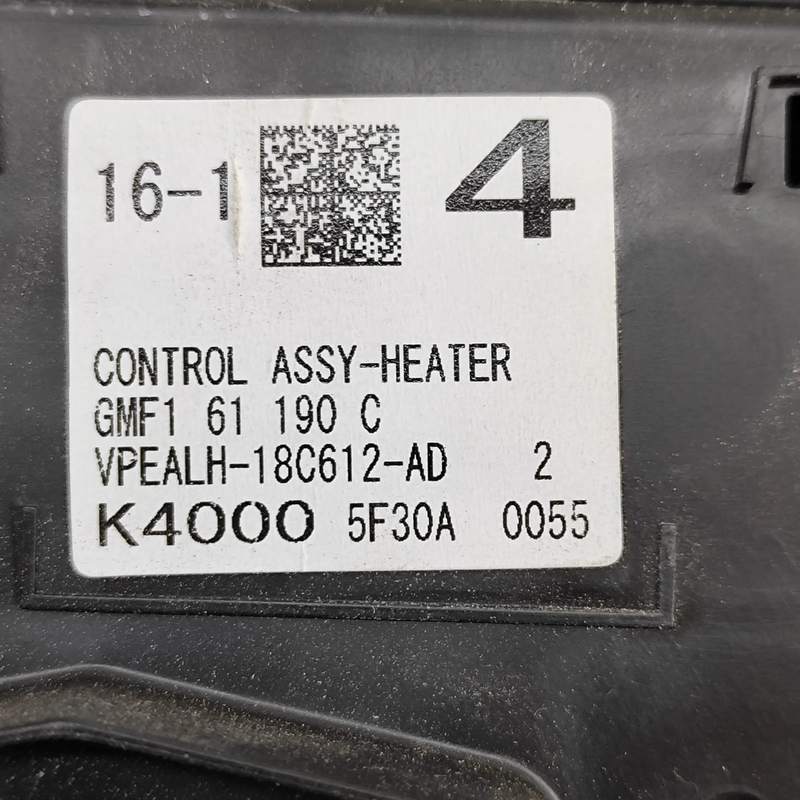 16-1 4
CONTROL ASSY-HEATER
GMF1 61 190 C
VPEALH-18C612-AD 2
K4000 5F30A 0055